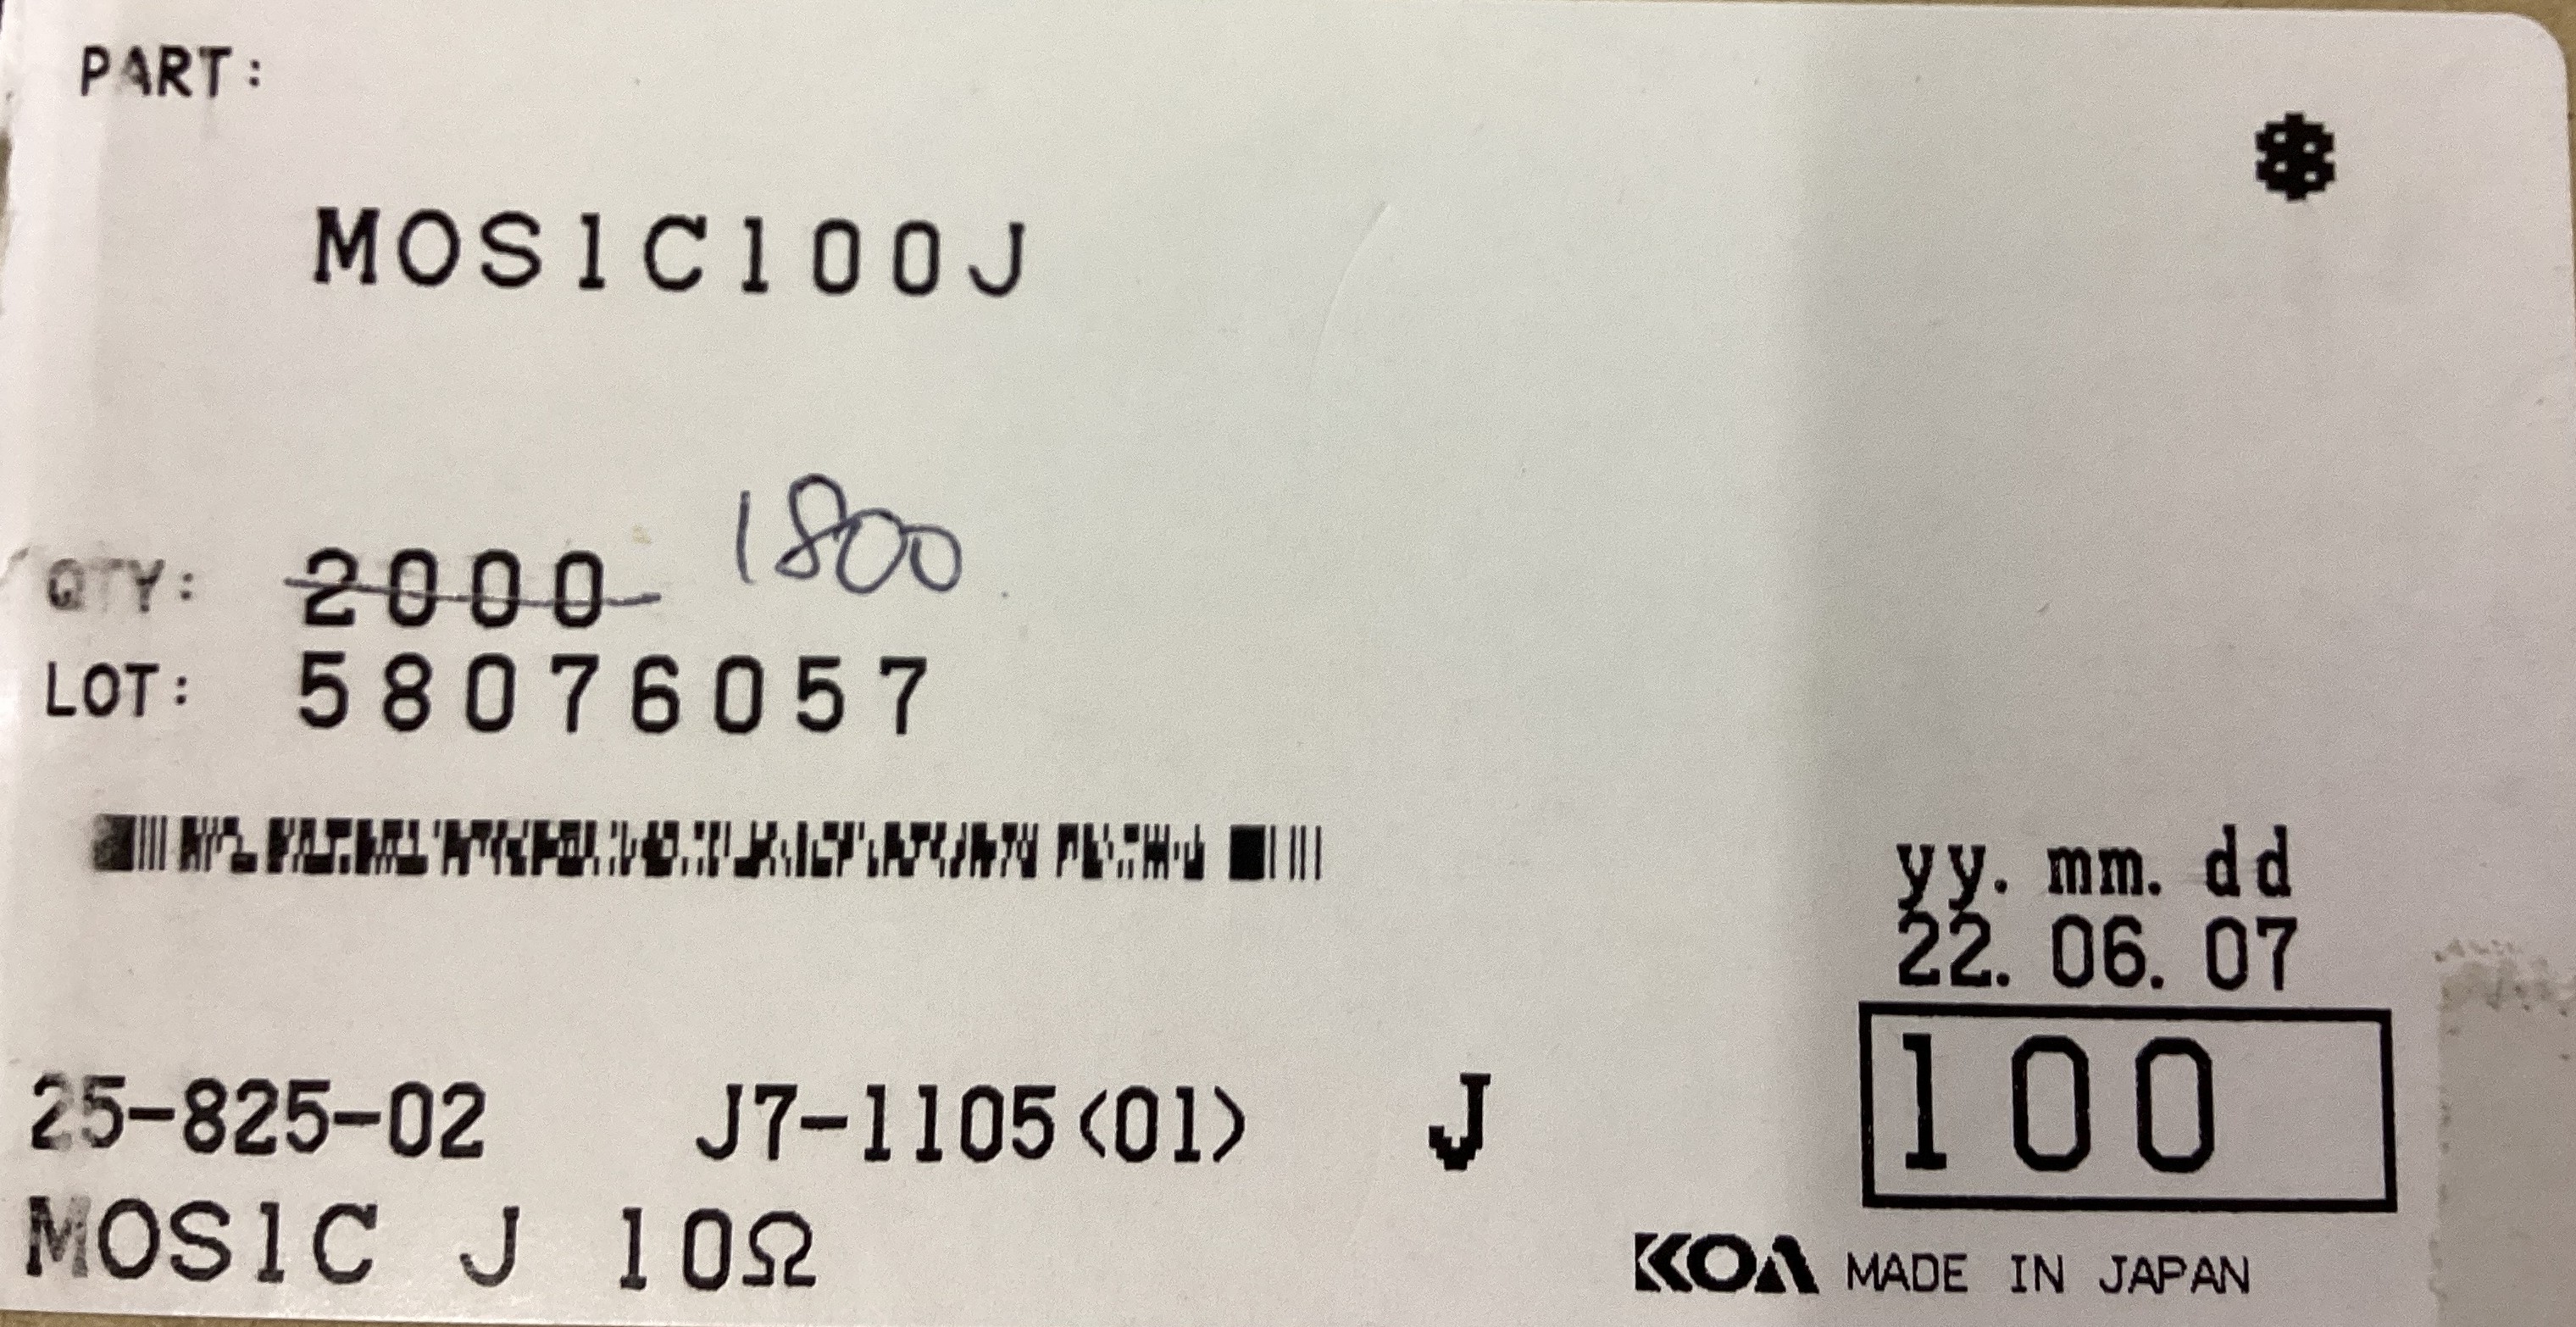 PART:
MOS1C100J
QTY: 2000 1800
LOT: 58076057
yy. mm. dd
22. 06. 07
25-825-02 J7-1105<01> J
100
MOS1C J 10Ω
KOA MADE IN JAPAN